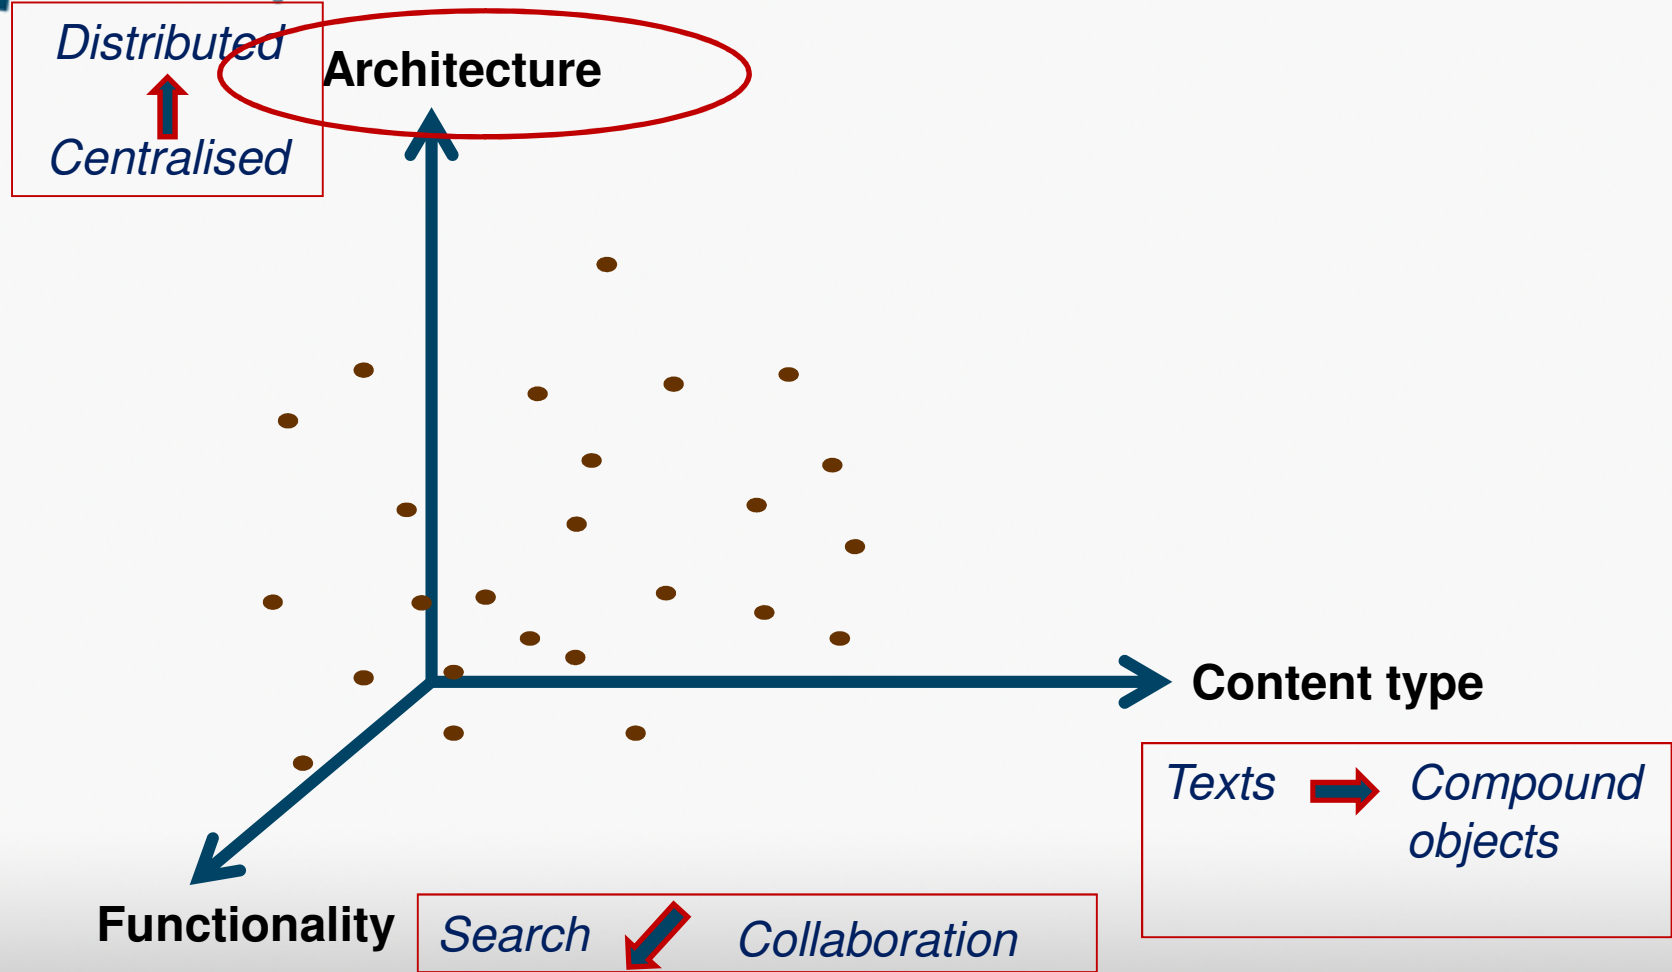 Distributed
Architecture
Centralised
Content type
Texts Compound
objects
Functionality
Search Collaboration